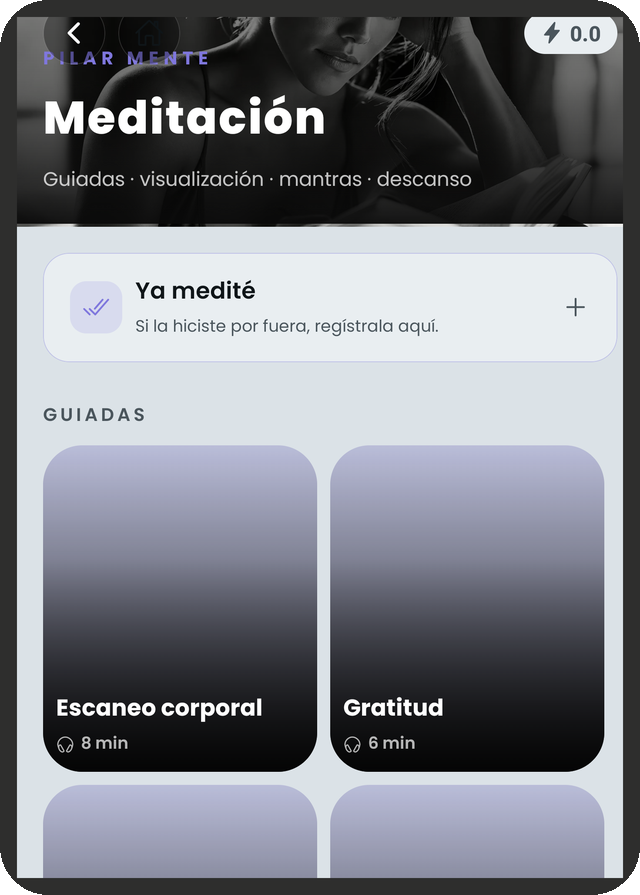 0.0
PILAR MENTE
Meditación
Guiadas · visualización · mantras · descanso
Ya medité
Si la hiciste por fuera, regístrala aquí.
GUIADAS
Escaneo corporal
8 min
Gratitud
6 min